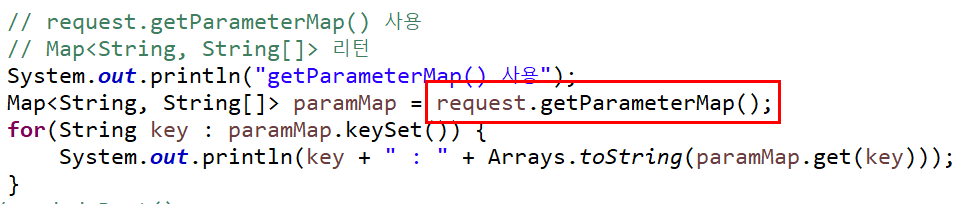 // request.getParameterMap() 사용
// Map<String, String[]> 리턴
System.out.println("getParameterMap() 사용");
Map<String, String[]> paramMap = request.getParameterMap();
for(String key : paramMap.keySet()) {
    System.out.println(key + " : " + Arrays.toString(paramMap.get(key)));
}